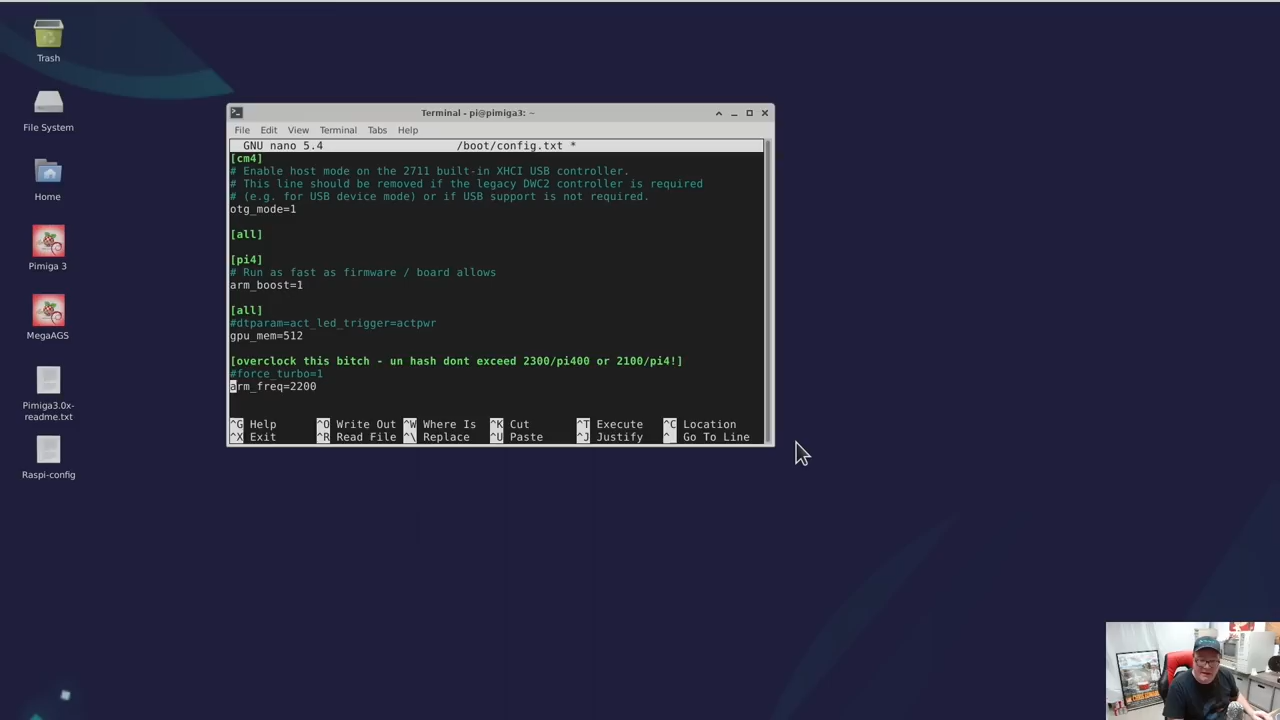 Trash
File System
Home
Pimiga 3
MegaAGS
Pimiga3.0x-
readme.txt
Raspi-config
Terminal - pi@pimiga3: ~
File Edit View Terminal Tabs Help
GNU nano 5.4 /boot/config.txt *
[cm4]
# Enable host mode on the 2711 built-in XHCI USB controller.
# This line should be removed if the legacy DWC2 controller is required
# (e.g. for USB device mode) or if USB support is not required.
otg_mode=1
[all]
[pi4]
# Run as fast as firmware / board allows
arm_boost=1
[all]
#dtparam=act_led_trigger=actpwr
gpu_mem=512
[overclock this bitch - un hash dont exceed 2300/pi400 or 2100/pi4!]
#force_turbo=1
arm_freq=2200
^G Help ^O Write Out ^W Where Is ^K Cut ^T Execute ^C Location
^X Exit ^R Read File ^\ Replace ^U Paste ^J Justify ^_ Go To Line